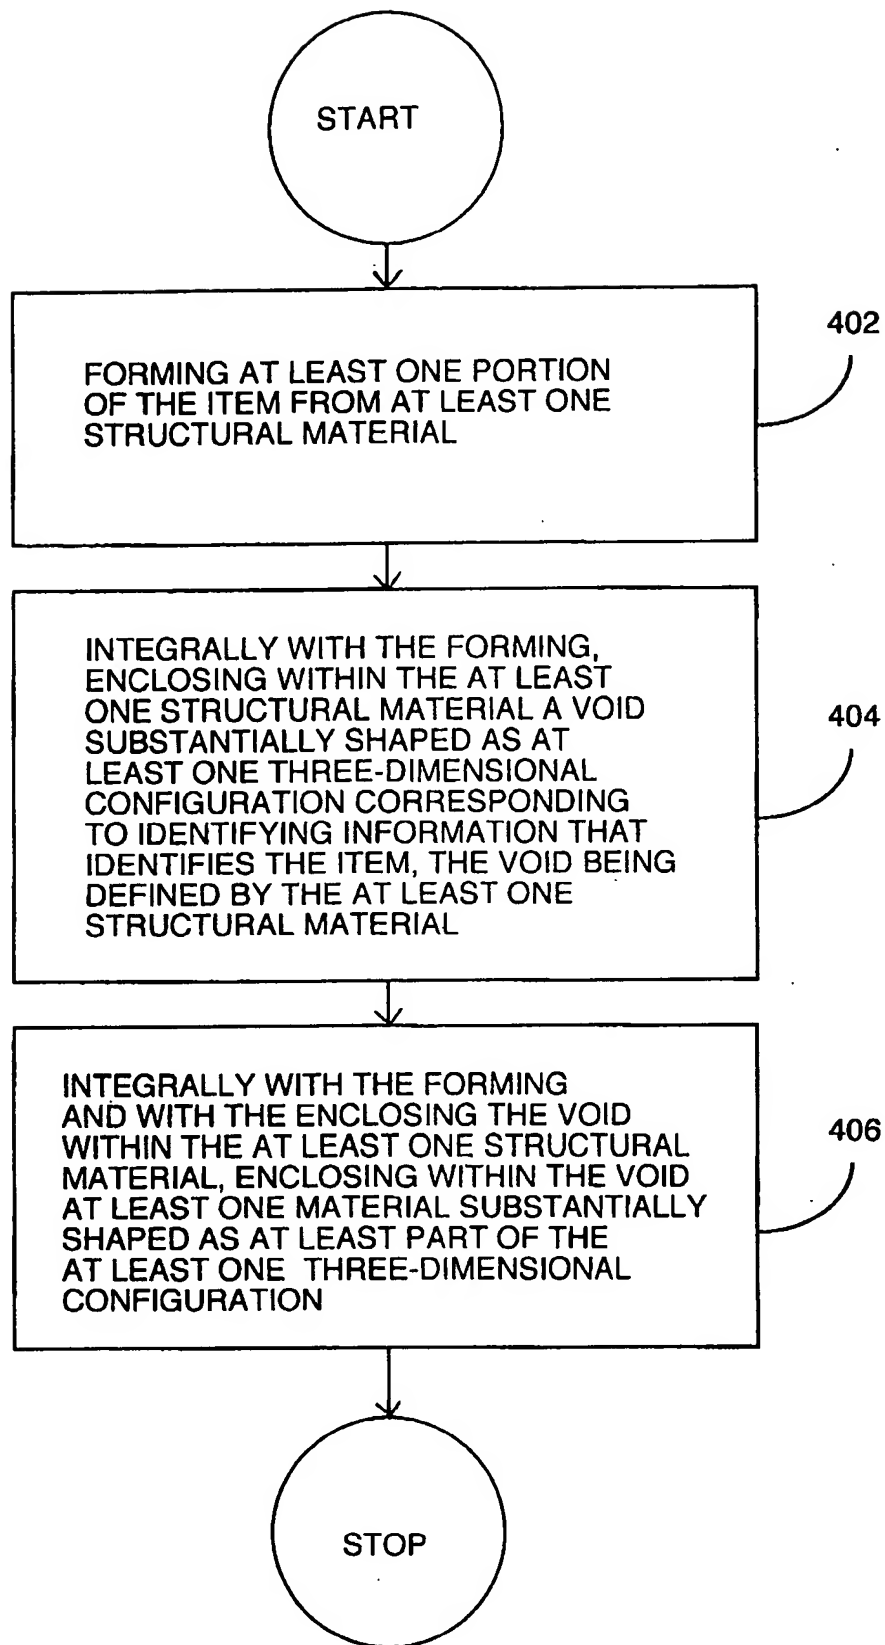 START
402
FORMING AT LEAST ONE PORTION
OF THE ITEM FROM AT LEAST ONE
STRUCTURAL MATERIAL
INTEGRALLY WITH THE FORMING,
ENCLOSING WITHIN THE AT LEAST
ONE STRUCTURAL MATERIAL A VOID
SUBSTANTIALLY SHAPED AS AT
LEAST ONE THREE-DIMENSIONAL
CONFIGURATION CORRESPONDING
TO IDENTIFYING INFORMATION THAT
IDENTIFIES THE ITEM, THE VOID BEING
DEFINED BY THE AT LEAST ONE
STRUCTURAL MATERIAL
404
INTEGRALLY WITH THE FORMING
AND WITH THE ENCLOSING THE VOID
WITHIN THE AT LEAST ONE STRUCTURAL
MATERIAL, ENCLOSING WITHIN THE VOID
AT LEAST ONE MATERIAL SUBSTANTIALLY
SHAPED AS AT LEAST PART OF THE
AT LEAST ONE THREE-DIMENSIONAL
CONFIGURATION
406
STOP